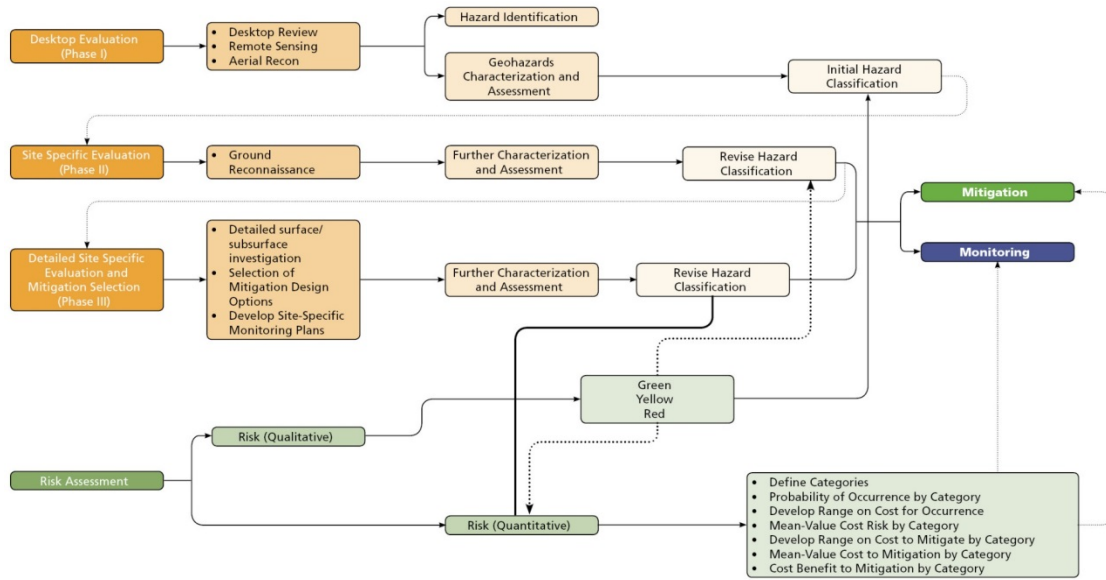 Desktop Evaluation
(Phase I)
• Desktop Review
• Remote Sensing
• Aerial Recon
Hazard Identification
Geohazards
Characterization and
Assessment
Initial Hazard
Classification
Site Specific Evaluation
(Phase II)
• Ground
Reconnaissance
Further Characterization
and Assessment
Revise Hazard
Classification
Mitigation
Monitoring
Detailed Site Specific
Evaluation and
Mitigation Selection
(Phase III)
• Detailed surface/
subsurface
investigation
• Selection of
Mitigation Design
Options
• Develop Site-Specific
Monitoring Plans
Further Characterization
and Assessment
Revise Hazard
Classification
Green
Yellow
Red
Risk (Qualitative)
Risk Assessment
Risk (Quantitative)
• Define Categories
• Probability of Occurrence by Category
• Develop Range on Cost for Occurrence
• Mean-Value Cost Risk by Category
• Develop Range on Cost to Mitigate by Category
• Mean-Value Cost to Mitigation by Category
• Cost Benefit to Mitigation by Category